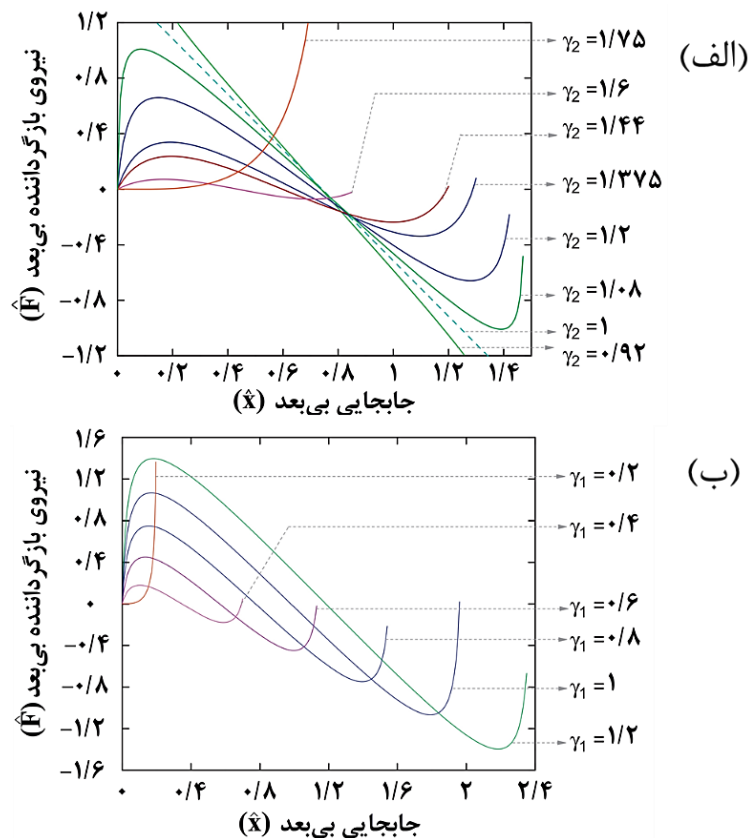 (الف)
نیروی بازگرداننده بی‌بعد (F̂)
۱/۲
۰/۸
۰/۴
۰
−۰/۴
−۰/۸
−۱/۲
۰ ۰/۲ ۰/۴ ۰/۶ ۰/۸ ۱ ۱/۲ ۱/۴
جابجایی بی‌بعد (x̂)
γ₂ =۱/۷۵
γ₂ =۱/۶
γ₂ =۱/۴۴
γ₂ =۱/۳۷۵
γ₂ =۱/۲
γ₂ =۱/۰۸
γ₂ =۱
γ₂ =۰/۹۲
(ب)
نیروی بازگرداننده بی‌بعد (F̂)
۱/۶
۱/۲
۰/۸
۰/۴
۰
−۰/۴
−۰/۸
−۱/۲
−۱/۶
۰ ۰/۴ ۰/۸ ۱/۲ ۱/۶ ۲ ۲/۴
جابجایی بی‌بعد (x̂)
γ₁ =۰/۲
γ₁ =۰/۴
γ₁ =۰/۶
γ₁ =۰/۸
γ₁ =۱
γ₁ =۱/۲